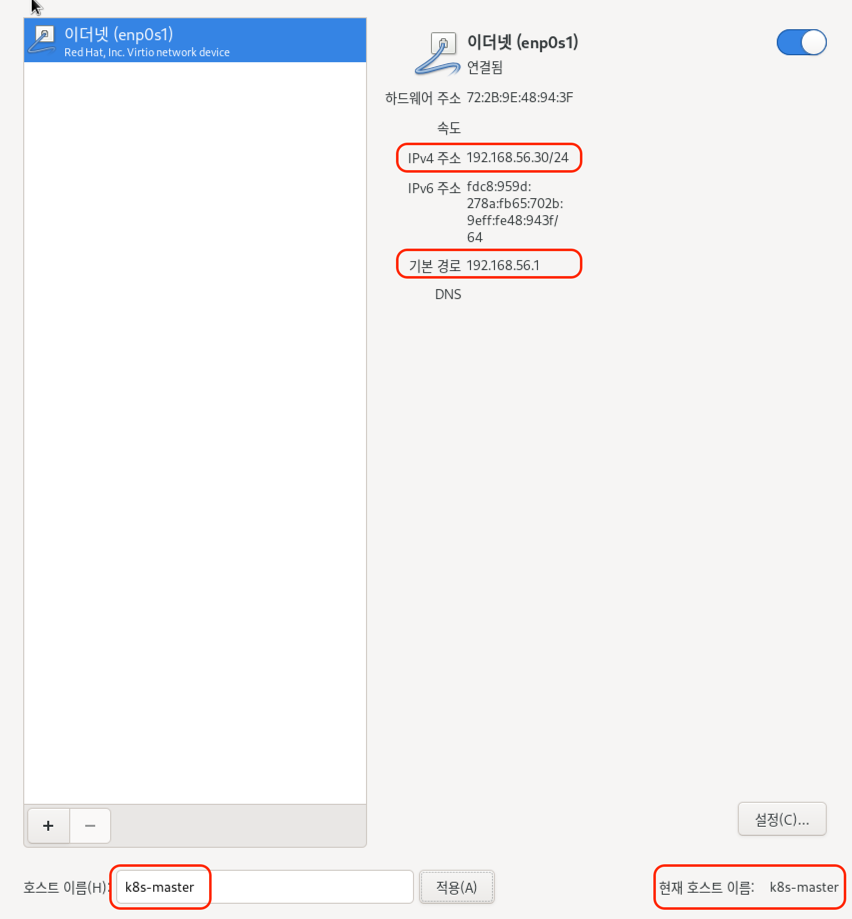 이더넷 (enp0s1)
Red Hat, Inc. Virtio network device
이더넷 (enp0s1)
연결됨
하드웨어 주소 72:2B:9E:48:94:3F
속도
IPv4 주소 192.168.56.30/24
IPv6 주소 fdc8:959d:
278a:fb65:702b:
9eff:fe48:943f/
64
기본 경로 192.168.56.1
DNS
+ −
설정(C)...
호스트 이름(H): k8s-master 적용(A) 현재 호스트 이름: k8s-master